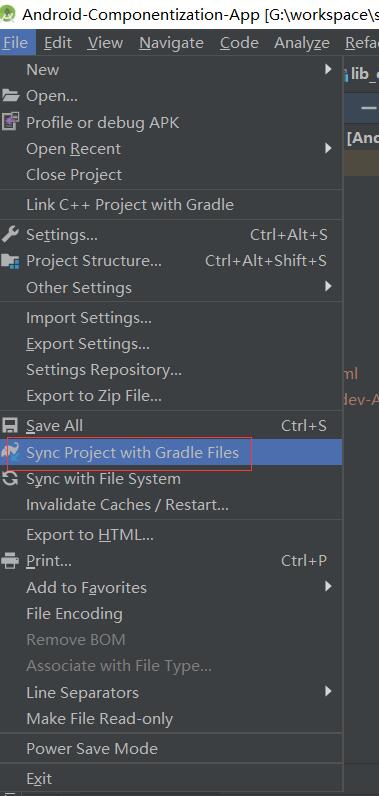 Android-Componentization-App [G:\workspace\s
File Edit View Navigate Code Analyze Refa
New
lib_
Open...
Profile or debug APK
[And
Open Recent
Close Project
Link C++ Project with Gradle
Settings... Ctrl+Alt+S
Project Structure... Ctrl+Alt+Shift+S
Other Settings
Import Settings...
Export Settings...
Settings Repository...
ml
Export to Zip File...
dev-A
Save All Ctrl+S
Sync Project with Gradle Files
Sync with File System
Invalidate Caches / Restart...
Export to HTML...
Print... Ctrl+P
Add to Favorites
File Encoding
Remove BOM
Associate with File Type...
Line Separators
Make File Read-only
Power Save Mode
Exit